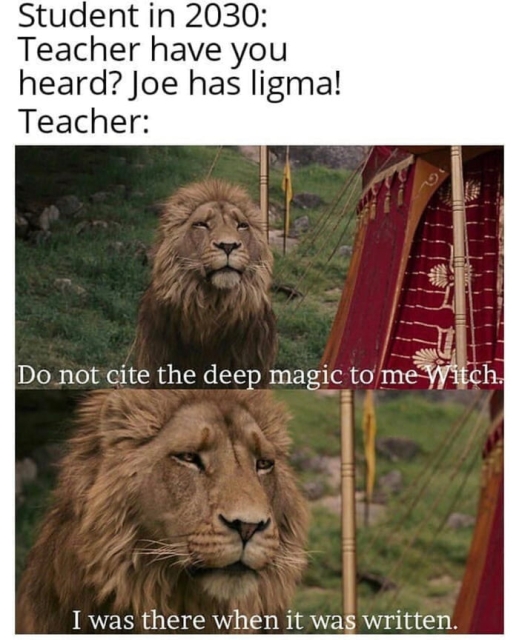 Student in 2030:
Teacher have you
heard? Joe has ligma!
Teacher:
Do not cite the deep magic to me Witch.
I was there when it was written.